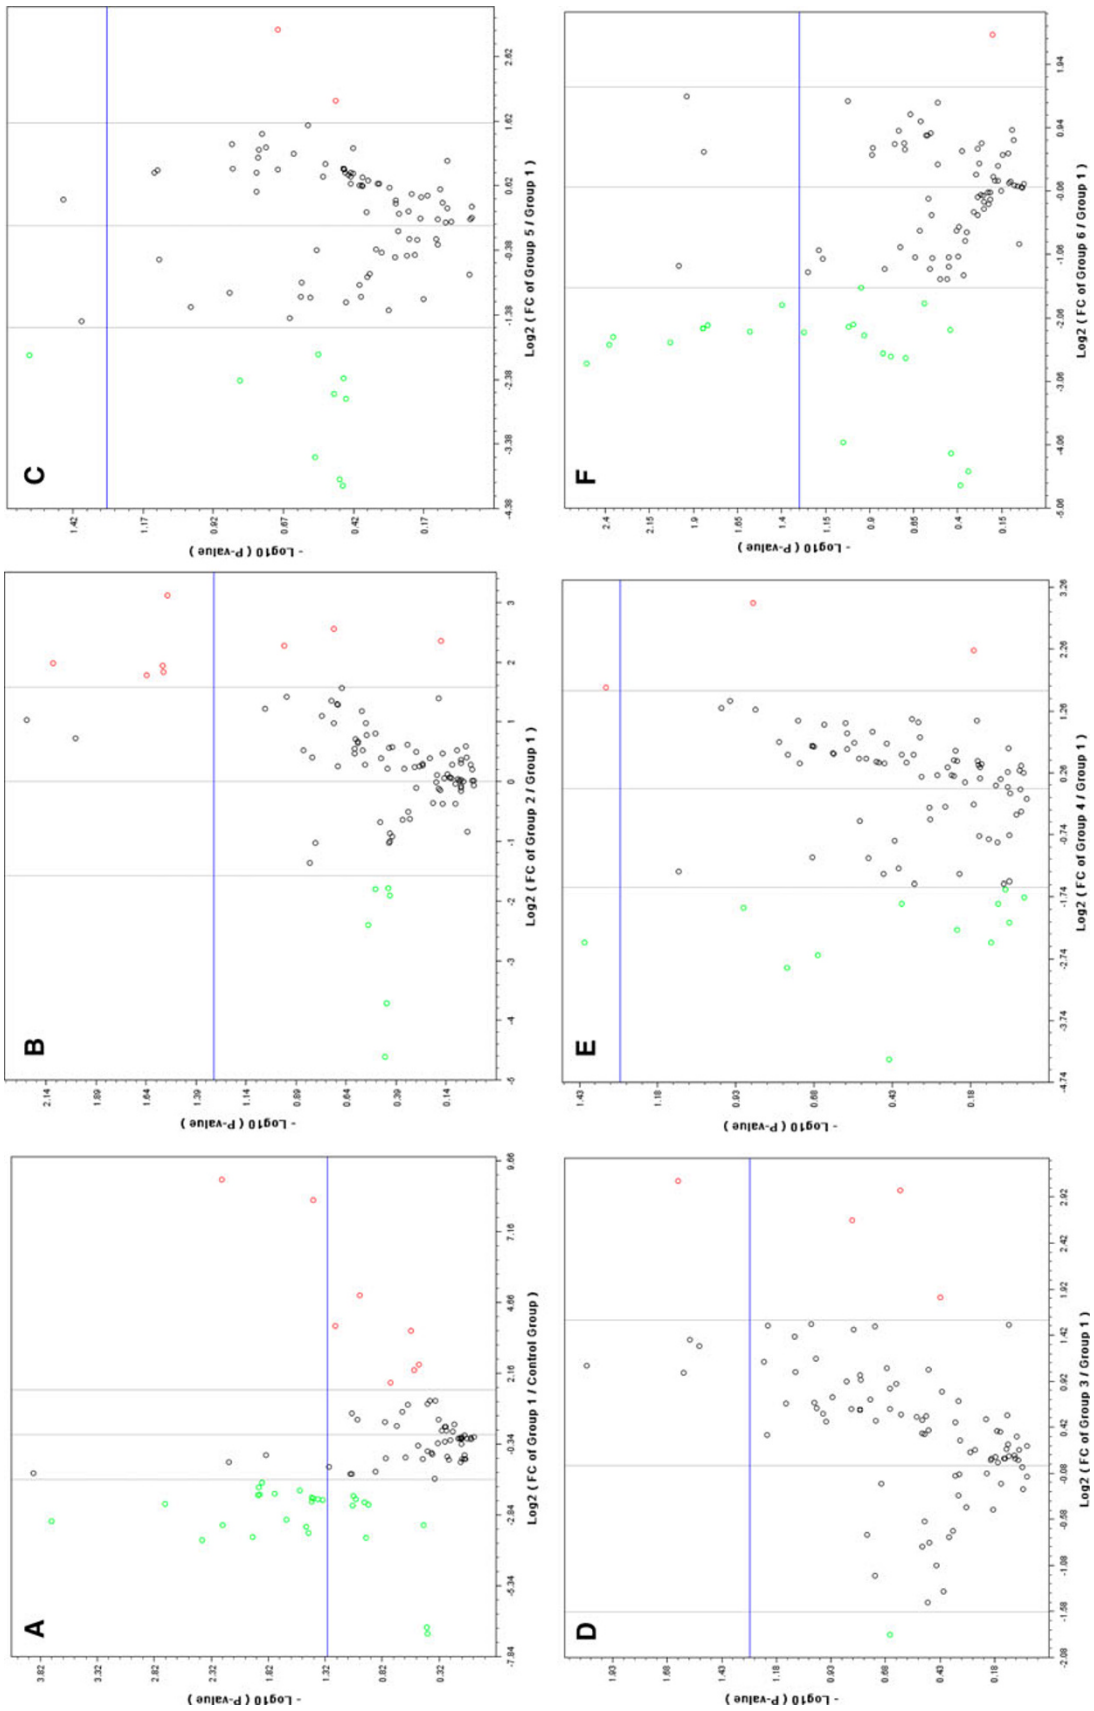 A
- Log10 ( P-value )
3.82
3.32
2.82
2.32
1.82
1.32
0.82
0.32
-7.84 -5.34 -2.84 -0.34 2.16 4.66 7.16 9.66
Log2 ( FC of Group 1 / Control Group )
B
- Log10 ( P-value )
2.14
1.89
1.64
1.39
1.14
0.89
0.64
0.39
0.14
-5 -4 -3 -2 -1 0 1 2 3
Log2 ( FC of Group 2 / Group 1 )
C
- Log10 ( P-value )
1.42
1.17
0.92
0.67
0.42
0.17
-4.38 -3.38 -2.38 -1.38 -0.38 0.62 1.62 2.62
Log2 ( FC of Group 5 / Group 1 )
D
- Log10 ( P-value )
1.93
1.68
1.43
1.18
0.93
0.68
0.43
0.18
-2.08 -1.58 -1.08 -0.58 -0.08 0.42 0.92 1.42 1.92 2.42 2.92
Log2 ( FC of Group 3 / Group 1 )
E
- Log10 ( P-value )
1.43
1.18
0.93
0.68
0.43
0.18
-4.74 -3.74 -2.74 -1.74 -0.74 0.26 1.26 2.26 3.26
Log2 ( FC of Group 4 / Group 1 )
F
- Log10 ( P-value )
2.4
2.15
1.9
1.65
1.4
1.15
0.9
0.65
0.4
0.15
-5.06 -4.06 -3.06 -2.06 -1.06 -0.06 0.94 1.94
Log2 ( FC of Group 6 / Group 1 )